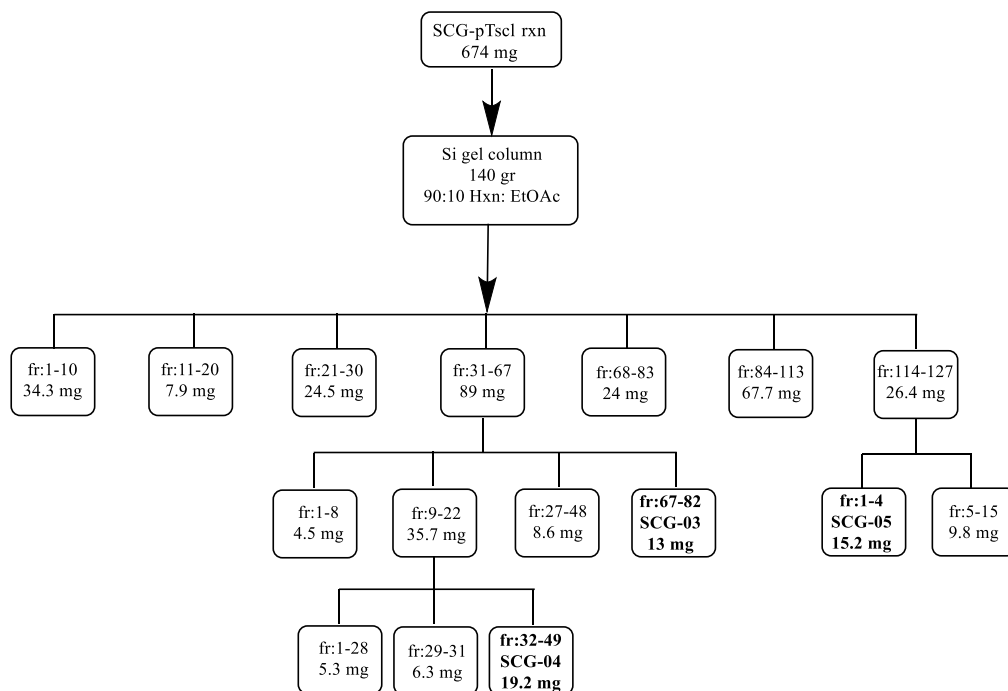 SCG-pTscl rxn
674 mg
Si gel column
140 gr
90:10 Hxn: EtOAc
fr:1-10
34.3 mg
fr:11-20
7.9 mg
fr:21-30
24.5 mg
fr:31-67
89 mg
fr:68-83
24 mg
fr:84-113
67.7 mg
fr:114-127
26.4 mg
fr:1-8
4.5 mg
fr:9-22
35.7 mg
fr:27-48
8.6 mg
fr:67-82
SCG-03
13 mg
fr:1-4
SCG-05
15.2 mg
fr:5-15
9.8 mg
fr:1-28
5.3 mg
fr:29-31
6.3 mg
fr:32-49
SCG-04
19.2 mg